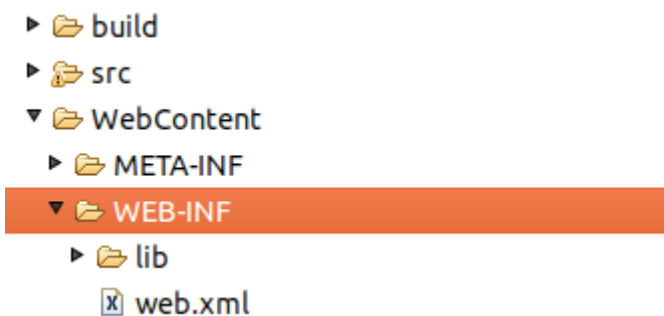 build
src
WebContent
META-INF
WEB-INF
lib
web.xml